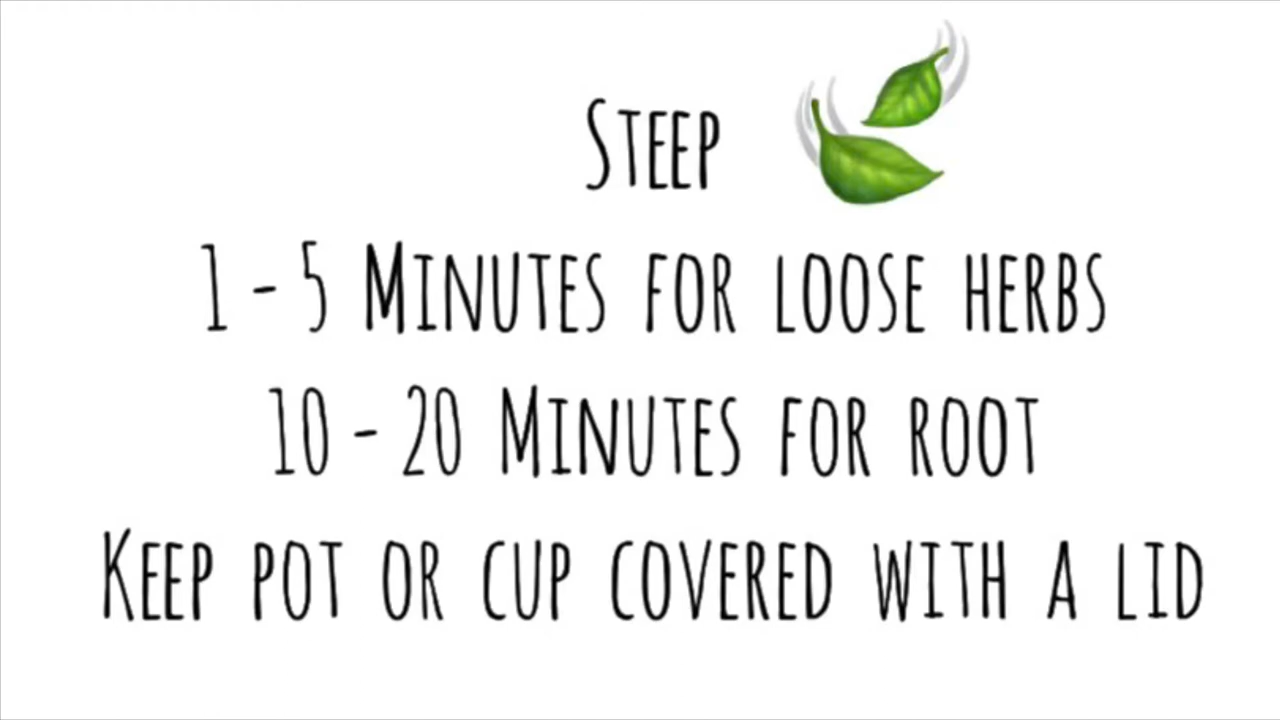 Steep
1 - 5 Minutes for loose herbs
10 - 20 Minutes for root
Keep pot or cup covered with a lid